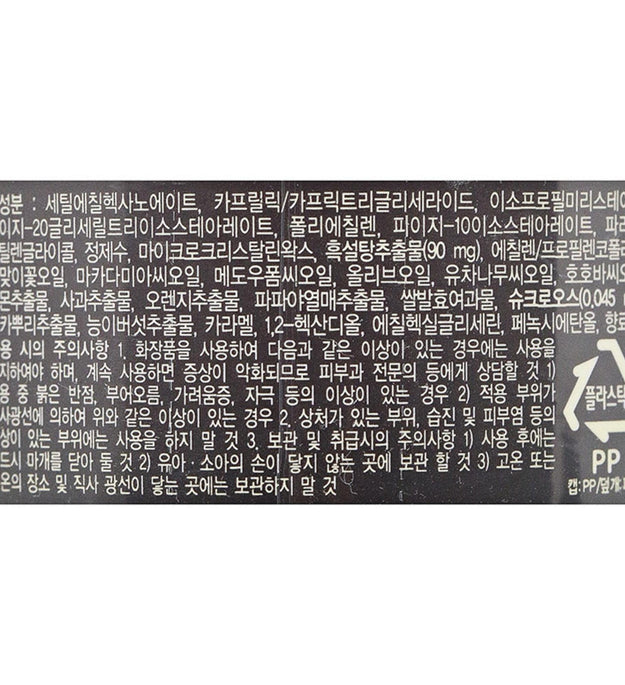 성분 : 세틸에칠헥사노에이트, 카프릴릭/카프릭트리글리세라이드, 이소프로필미리스테이
이지-20글리세릴트리이소스테아레이트, 폴리에칠렌, 피이지-10이소스테아레이트, 파라
틸렌글라이콜, 정제수, 마이크로크리스탈린왁스, 흑설탕추출물(90 mg), 에칠렌/프로필렌코폴리
맞이꽃오일, 마카다미아씨오일, 메도우폼씨오일, 올리브오일, 유차나무씨오일, 호호바씨오
몬추출물, 사과추출물, 오렌지추출물, 파파야열매추출물, 쌀발효여과물, 슈크로오스(0.045
카뿌리추출물, 능이버섯추출물, 카라멜, 1,2-헥산디올, 에칠헥실글리세린, 페녹시에탄올, 향료
용 시의 주의사항 1. 화장품을 사용하여 다음과 같은 이상이 있는 경우에는 사용을
지하여야 하며, 계속 사용하면 증상이 악화되므로 피부과 전문의 등에게 상담할 것 1)
용 중 붉은 반점, 부어오름, 가려움증, 자극 등의 이상이 있는 경우 2) 적용 부위가
사광선에 의하여 위와 같은 이상이 있는 경우 2. 상처가 있는 부위, 습진 및 피부염 등의
상이 있는 부위에는 사용을 하지 말 것 3. 보관 및 취급시의 주의사항 1) 사용 후에는
드시 마개를 닫아 둘 것 2) 유아·소아의 손이 닿지 않는 곳에 보관 할 것 3) 고온 또는
온의 장소 및 직사 광선이 닿는 곳에는 보관하지 말 것
플라스틱
PP
캡:PP/덮개